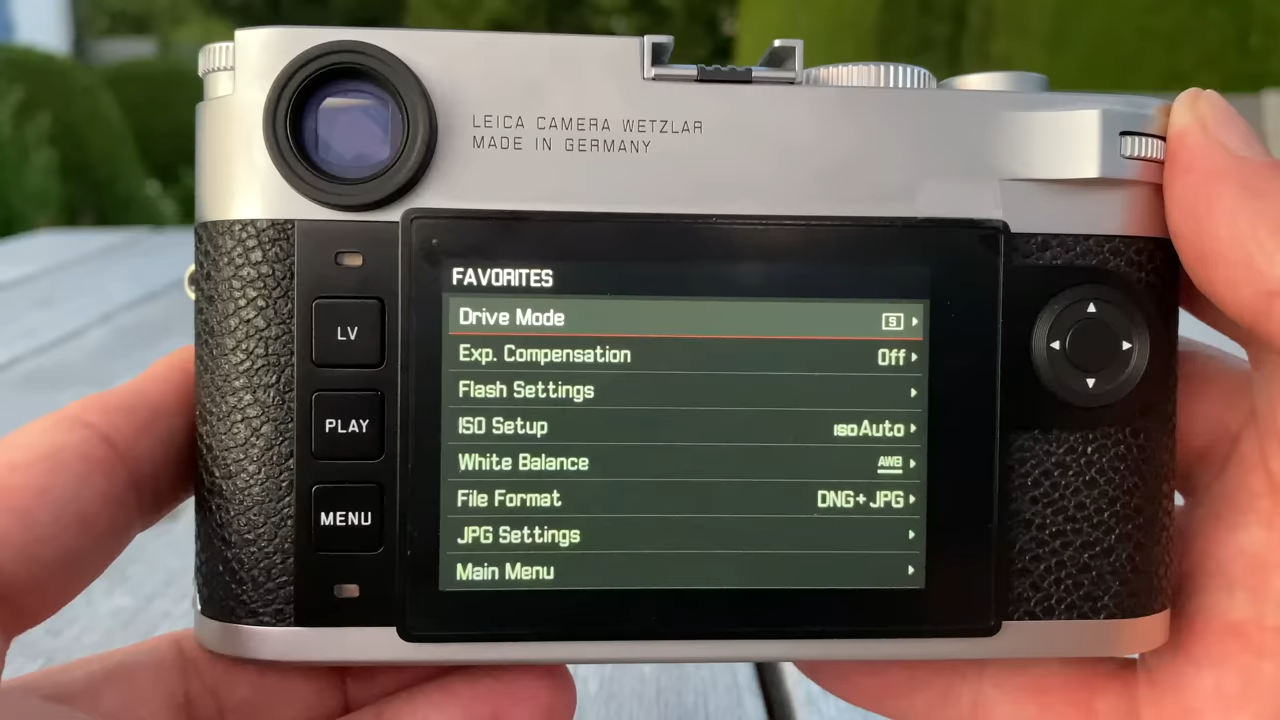 LEICA CAMERA WETZLAR
MADE IN GERMANY
FAVORITES
Drive Mode S
Exp. Compensation Off
Flash Settings
ISO Setup ISO Auto
White Balance AWB
File Format DNG+JPG
JPG Settings
Main Menu
LV
PLAY
MENU